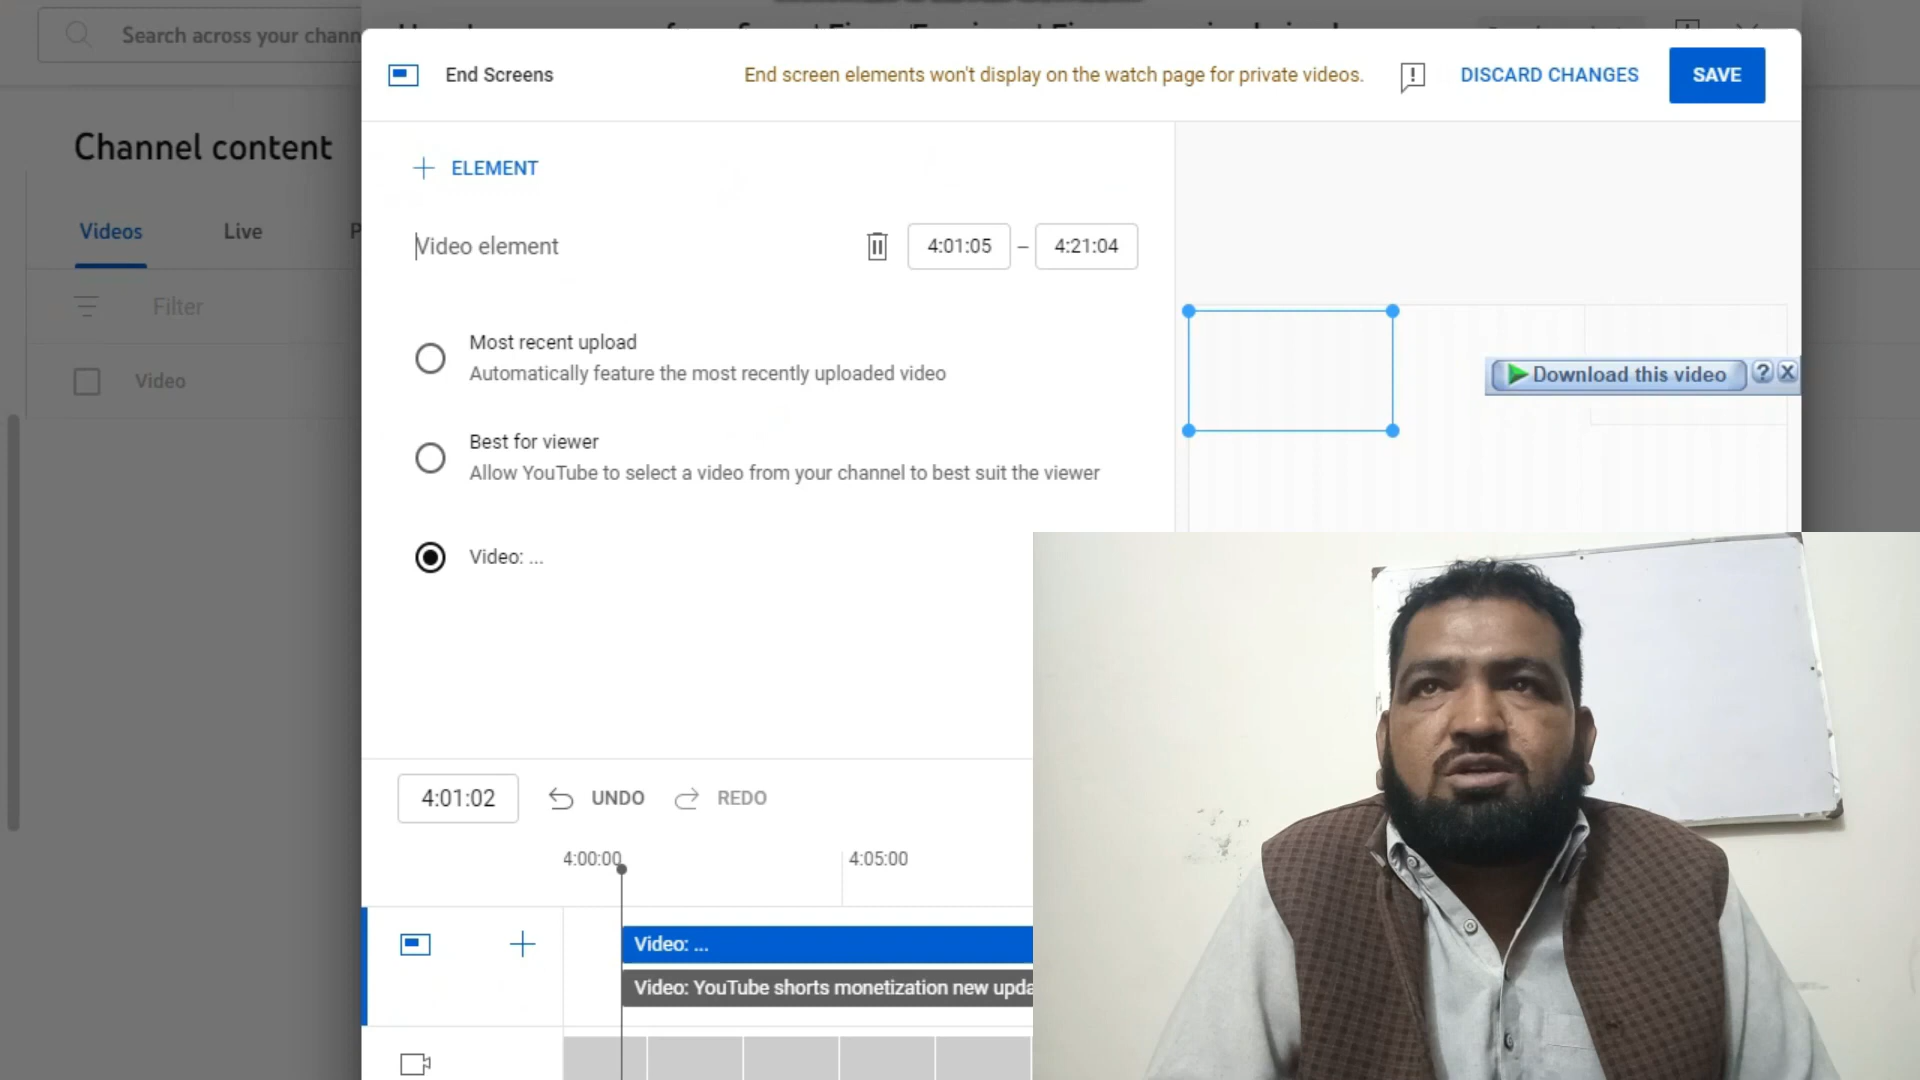 Search across your chann
End Screens
End screen elements won't display on the watch page for private videos.
DISCARD CHANGES
SAVE
Channel content
ELEMENT
Videos
Live
P
Video element
4:01:05 – 4:21:04
Filter
Most recent upload
Automatically feature the most recently uploaded video
Download this video
?
X
Video
Best for viewer
Allow YouTube to select a video from your channel to best suit the viewer
Video: ...
4:01:02
UNDO
REDO
4:00:00
4:05:00
Video: ...
Video: YouTube shorts monetization new upda